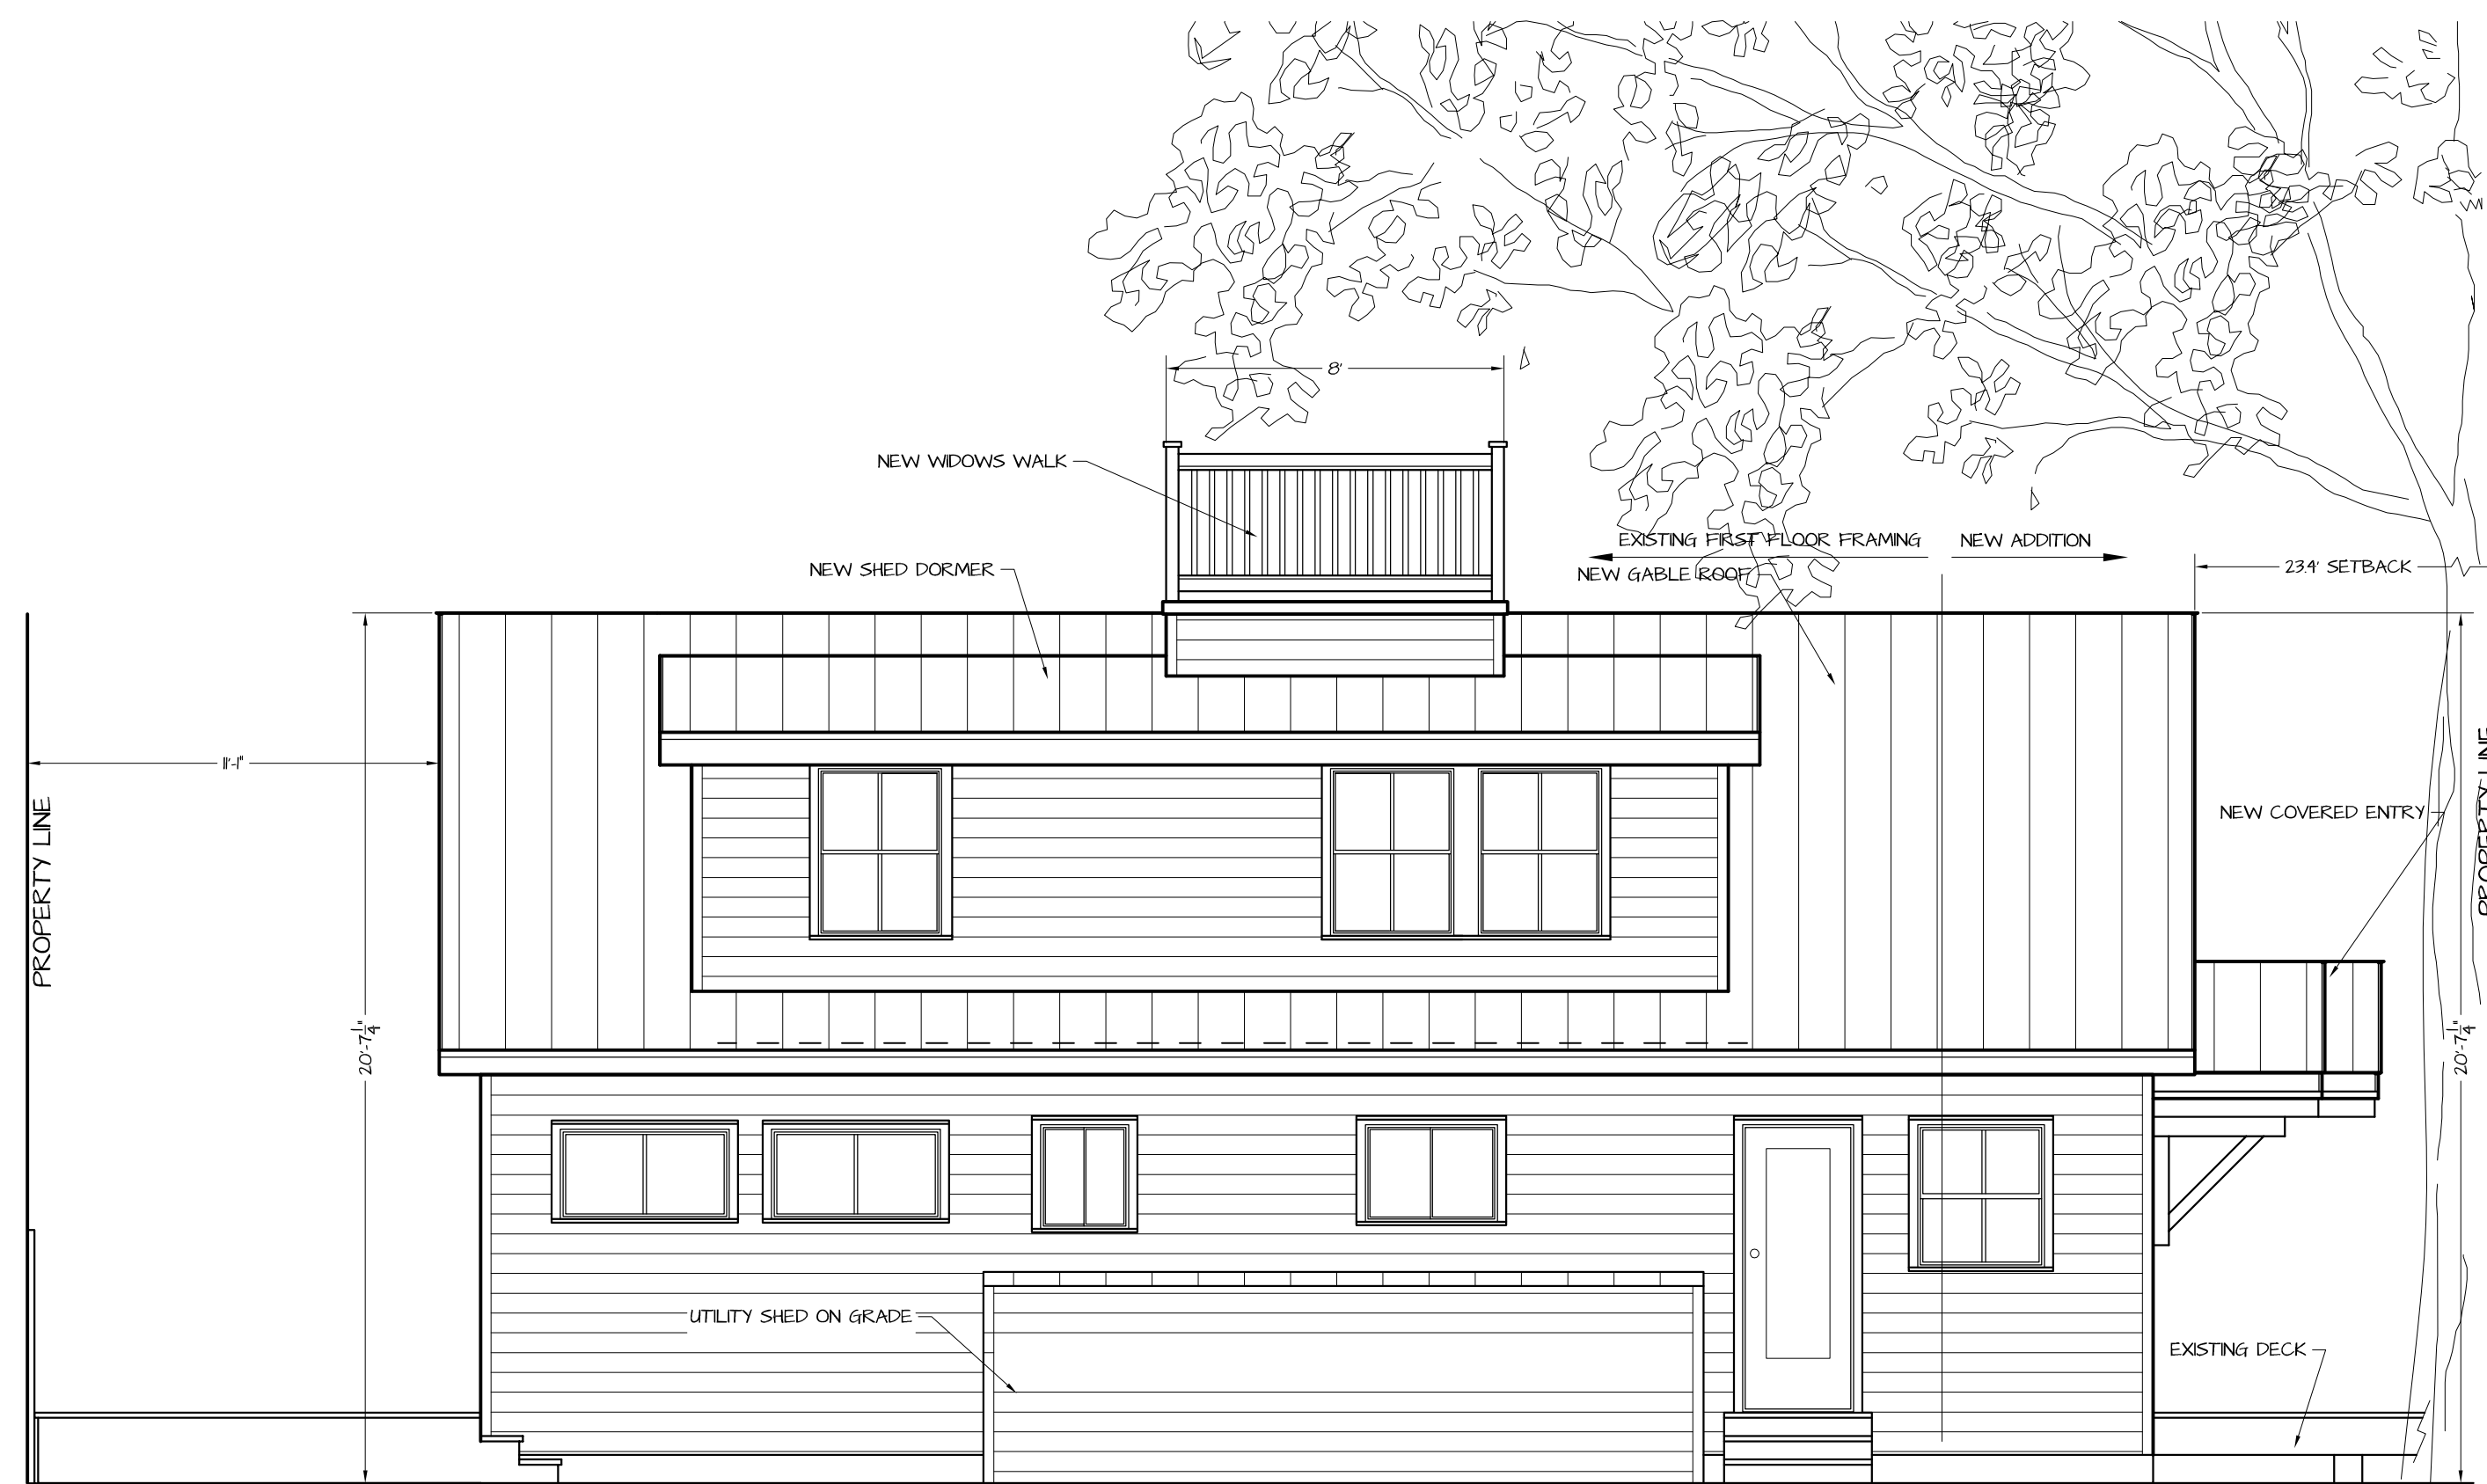 8'
NEW WIDOWS WALK
EXISTING FIRST FLOOR FRAMING
NEW ADDITION
NEW SHED DORMER
NEW GABLE ROOF
23.4' SETBACK
11'-1"
PROPERTY LINE
PROPERTY LINE
NEW COVERED ENTRY
20'-7 1/4"
20'-7 1/4"
UTILITY SHED ON GRADE
EXISTING DECK